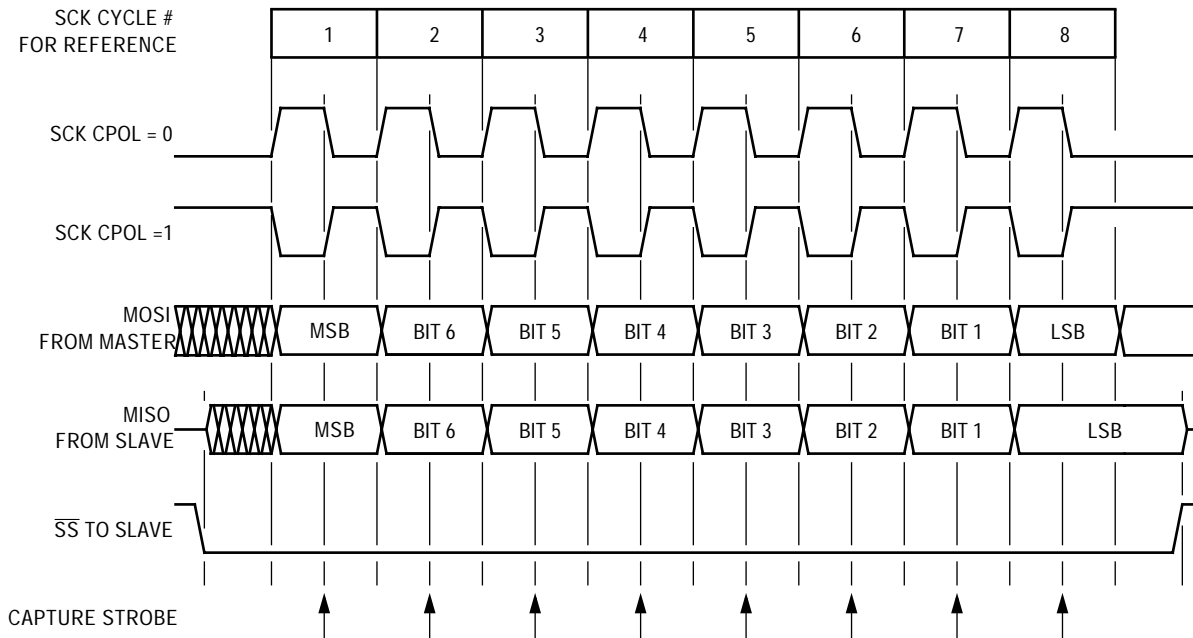 SCK CYCLE #
FOR REFERENCE
1 2 3 4 5 6 7 8
SCK CPOL = 0
SCK CPOL =1
MOSI
FROM MASTER
MSB BIT 6 BIT 5 BIT 4 BIT 3 BIT 2 BIT 1 LSB
MISO
FROM SLAVE
MSB BIT 6 BIT 5 BIT 4 BIT 3 BIT 2 BIT 1 LSB
S̅S̅ TO SLAVE
CAPTURE STROBE